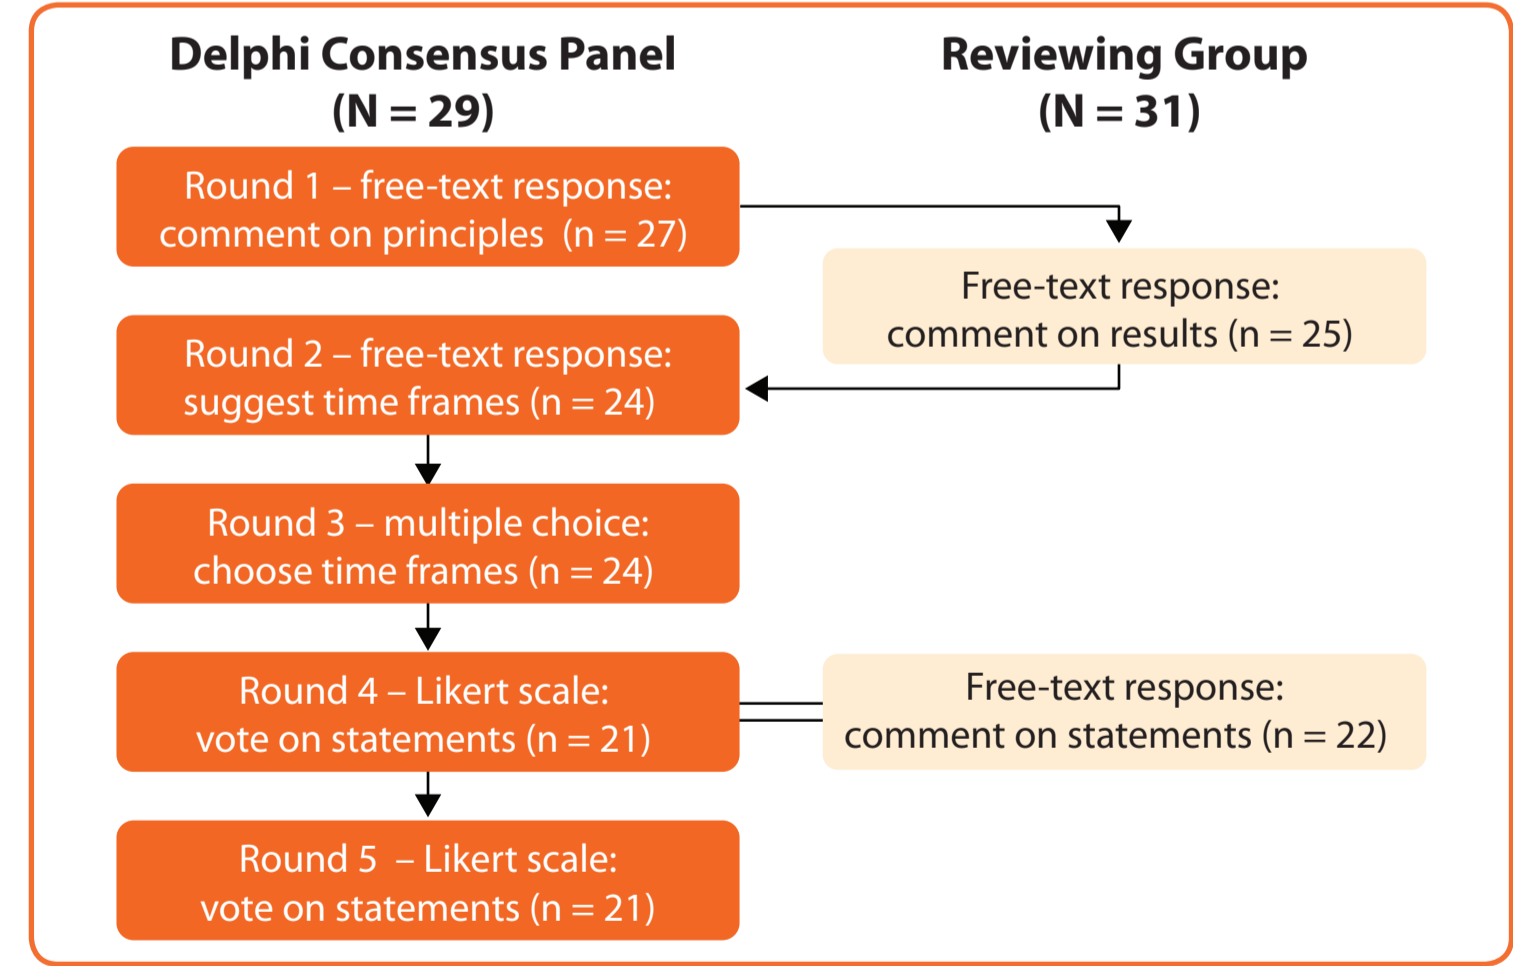 Delphi Consensus Panel
(N = 29)
Reviewing Group
(N = 31)
Round 1 – free-text response:
comment on principles (n = 27)
Free-text response:
comment on results (n = 25)
Round 2 – free-text response:
suggest time frames (n = 24)
Round 3 – multiple choice:
choose time frames (n = 24)
Round 4 – Likert scale:
vote on statements (n = 21)
Free-text response:
comment on statements (n = 22)
Round 5 – Likert scale:
vote on statements (n = 21)